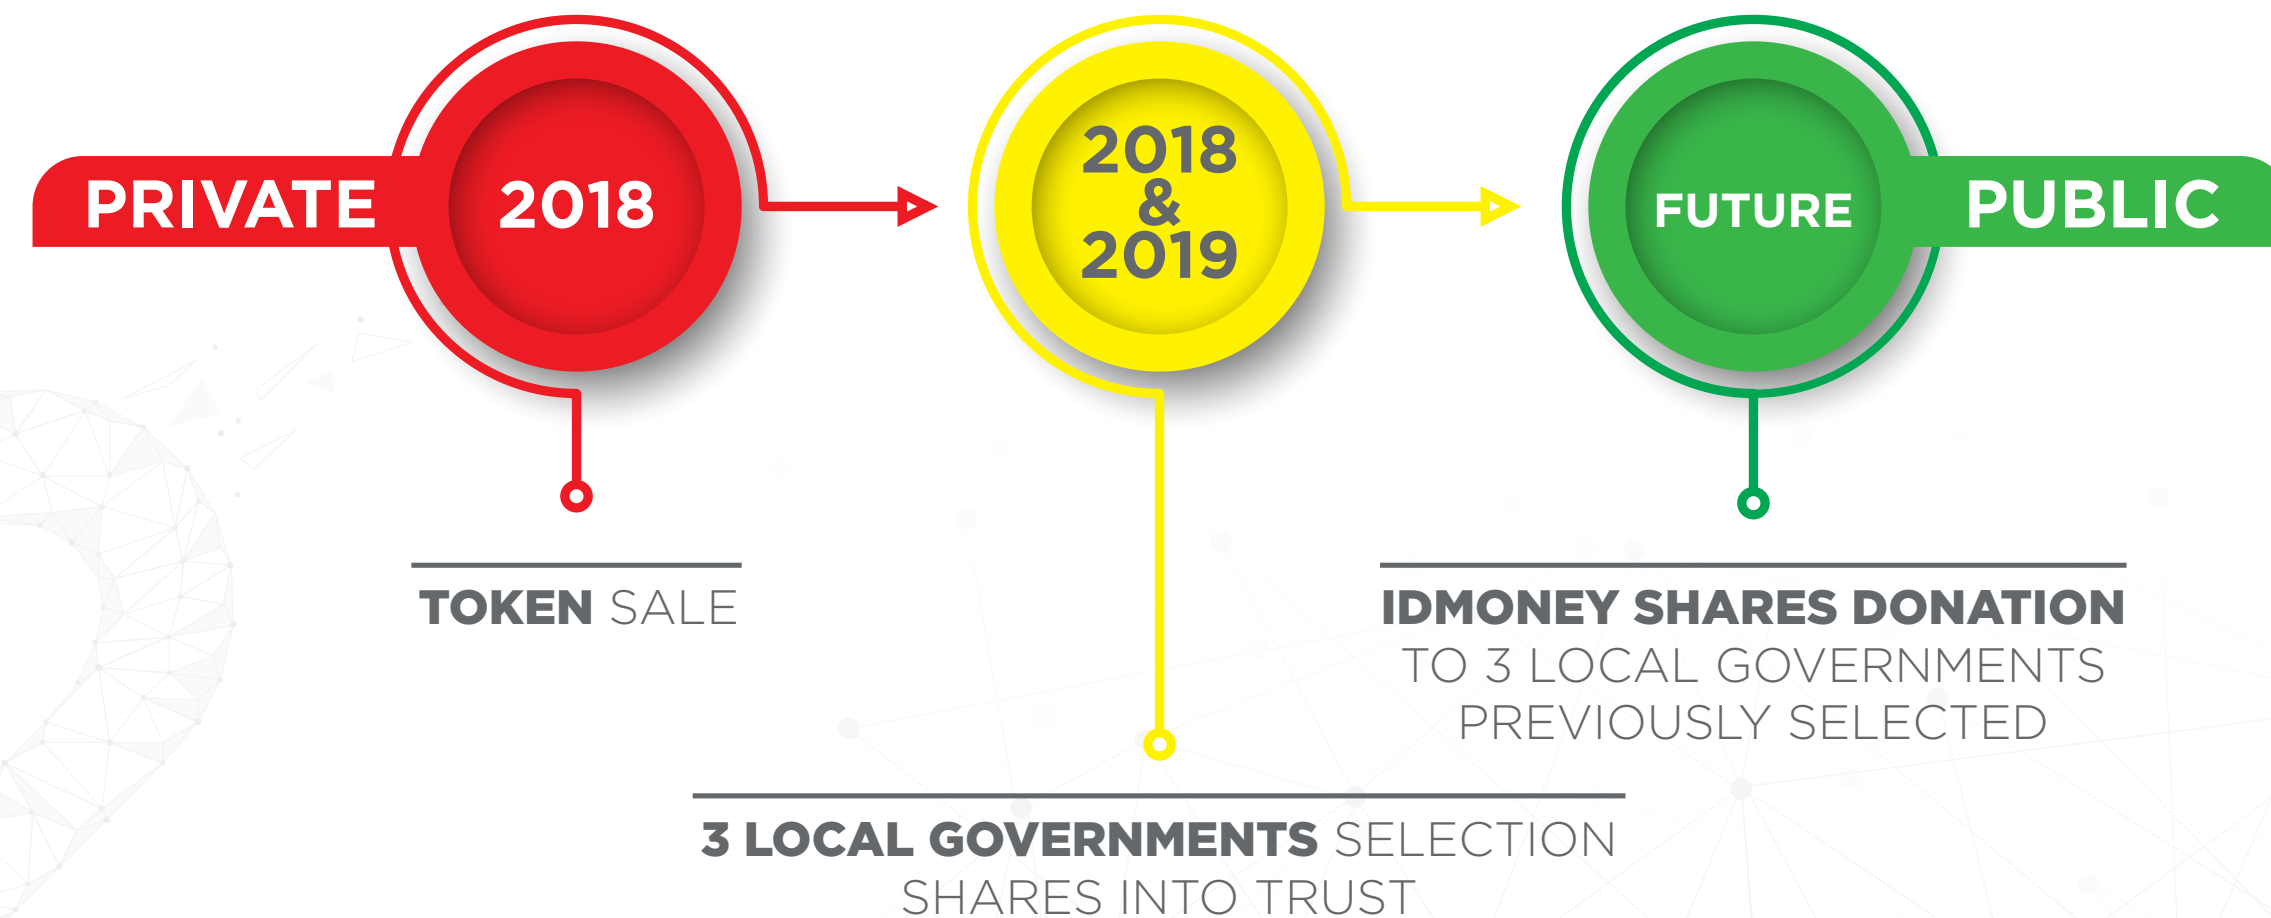 PRIVATE
2018
2018
&
2019
FUTURE
PUBLIC
TOKEN SALE
3 LOCAL GOVERNMENTS SELECTION
SHARES INTO TRUST
IDMONEY SHARES DONATION
TO 3 LOCAL GOVERNMENTS
PREVIOUSLY SELECTED